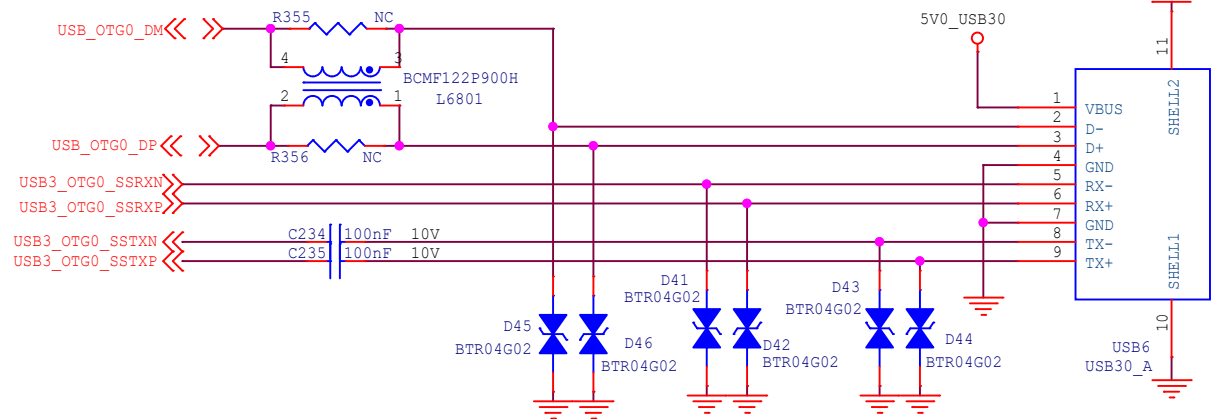 R355 NC
USB_OTG0_DM
5V0_USB30
4 3
BCMF122P900H
L6801
2 1
11
SHELL2
1 VBUS
2 D-
USB_OTG0_DP
3 D+
R356 NC
4 GND
USB3_OTG0_SSRXN
5 RX-
USB3_OTG0_SSRXP
6 RX+
7 GND
USB3_OTG0_SSTXN
C234 100nF 10V
8 TX-
USB3_OTG0_SSTXP
C235 100nF 10V
9 TX+
SHELL1
10
D41
BTR04G02
D43
BTR04G02
D45
BTR04G02
D46
BTR04G02
D42
BTR04G02
D44
BTR04G02
USB6
USB30_A